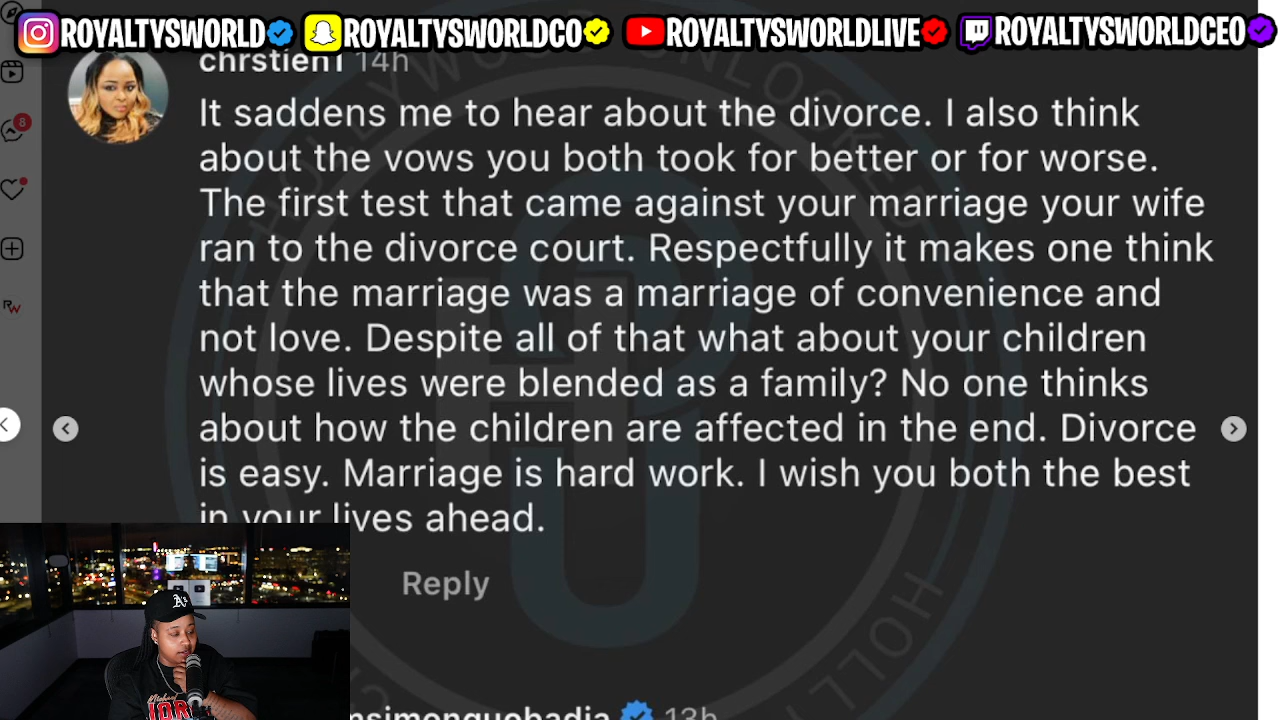 ROYALTYSWORLD ROYALTYSWORLDCO ROYALTYSWORLDLIVE ROYALTYSWORLDCEO
chrstien1 14h
8
It saddens me to hear about the divorce. I also think
about the vows you both took for better or for worse.
The first test that came against your marriage your wife
ran to the divorce court. Respectfully it makes one think
RW
that the marriage was a marriage of convenience and
not love. Despite all of that what about your children
whose lives were blended as a family? No one thinks
about how the children are affected in the end. Divorce
is easy. Marriage is hard work. I wish you both the best
in your lives ahead.
Reply
13h